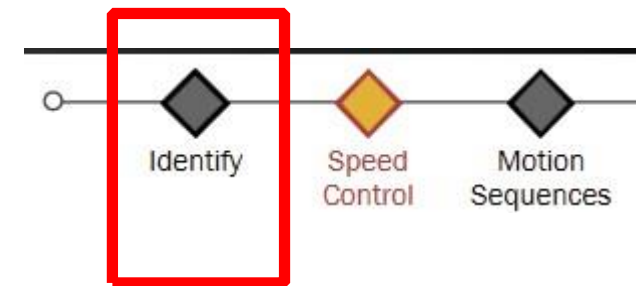 Identify
Speed
Control
Motion
Sequences